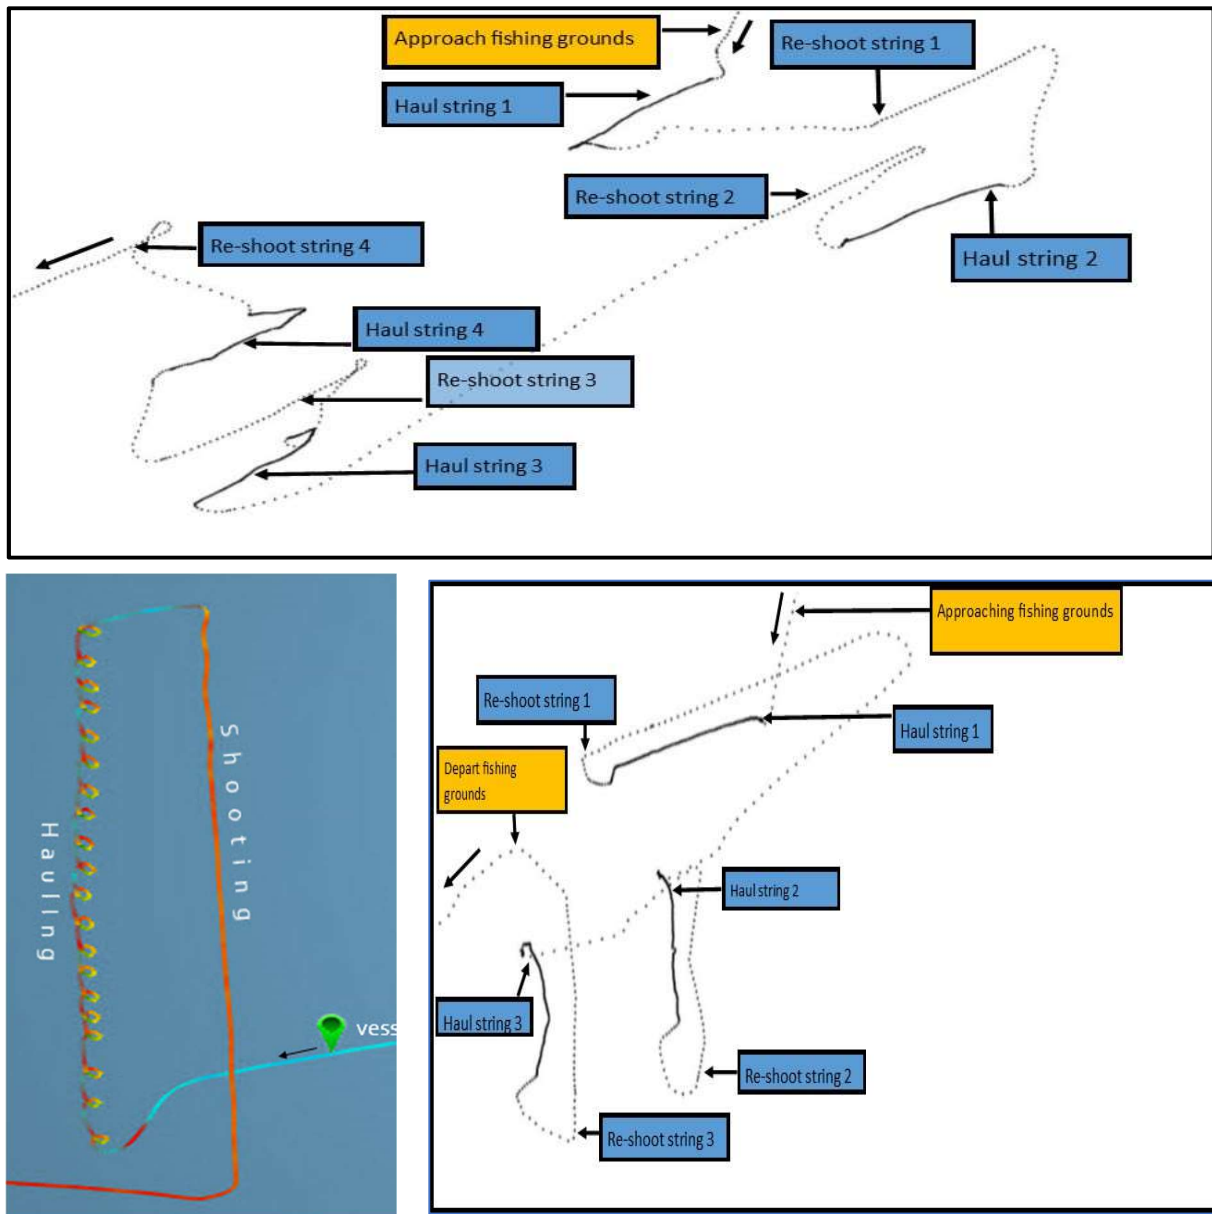 Approach fishing grounds
Re-shoot string 1
Haul string 1
Re-shoot string 2
Re-shoot string 4
Haul string 2
Haul string 4
Re-shoot string 3
Haul string 3
Hauling
Shooting
vess
Approaching fishing grounds
Re-shoot string 1
Haul string 1
Depart fishing
grounds
Haul string 2
Haul string 3
Re-shoot string 2
Re-shoot string 3